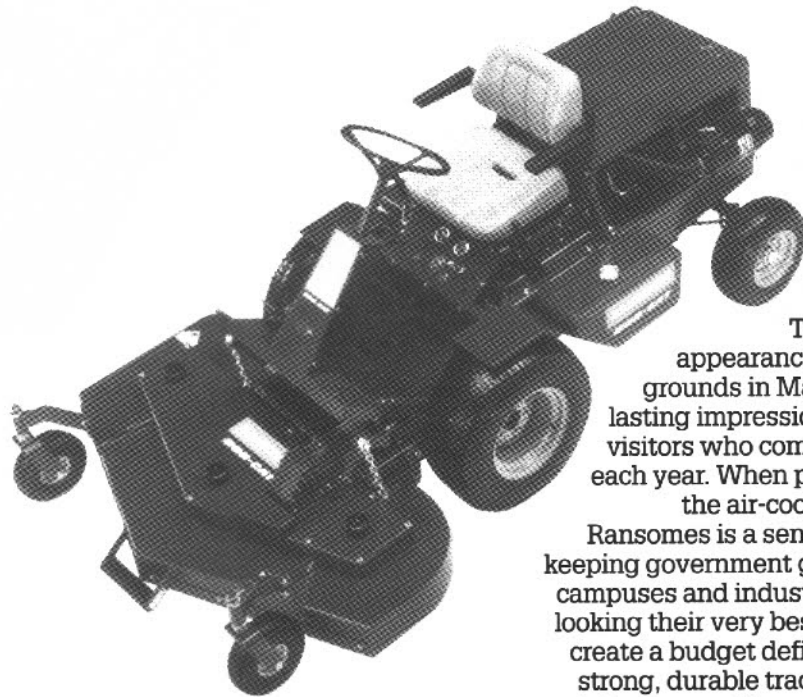 T
appearanc
grounds in Ma
lasting impressio
visitors who com
each year. When p
the air-coo
Ransomes is a sen
keeping government g
campuses and indust
looking their very bes
create a budget defi
strong, durable trac